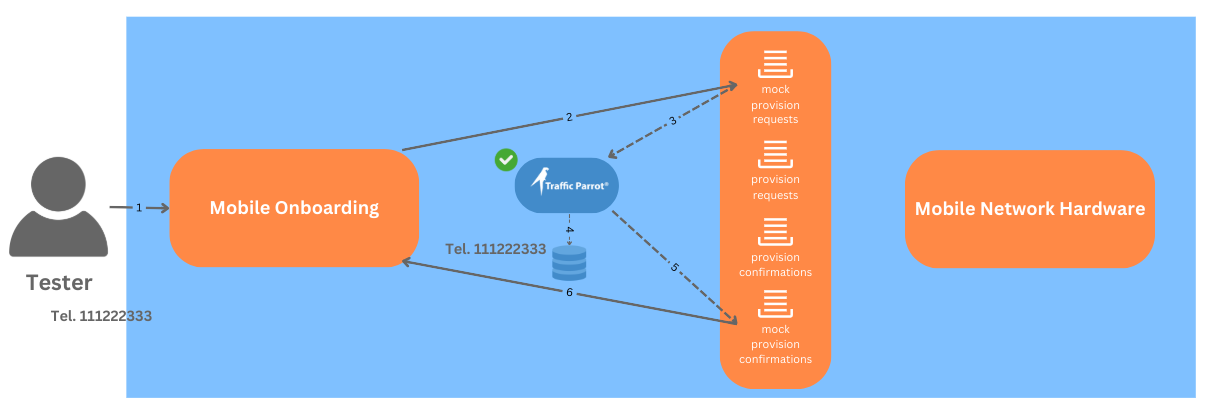 mock
provision
requests
2
3
provision
requests
Traffic Parrot®
1
Mobile Onboarding
Mobile Network Hardware
4
Tel. 111222333
provision
confirmations
5
Tester
6
Tel. 111222333
mock
provision
confirmations